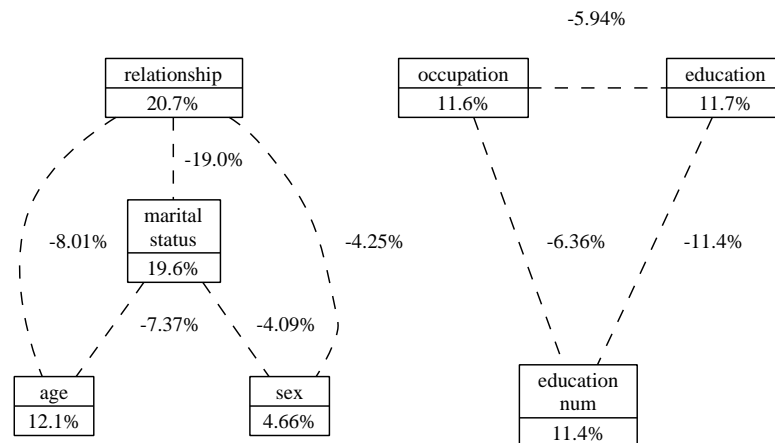 -5.94%
relationship
20.7%
occupation
11.6%
education
11.7%
-19.0%
marital
status
19.6%
-8.01%
-4.25%
-6.36%
-11.4%
-7.37%
-4.09%
age
12.1%
sex
4.66%
education
num
11.4%